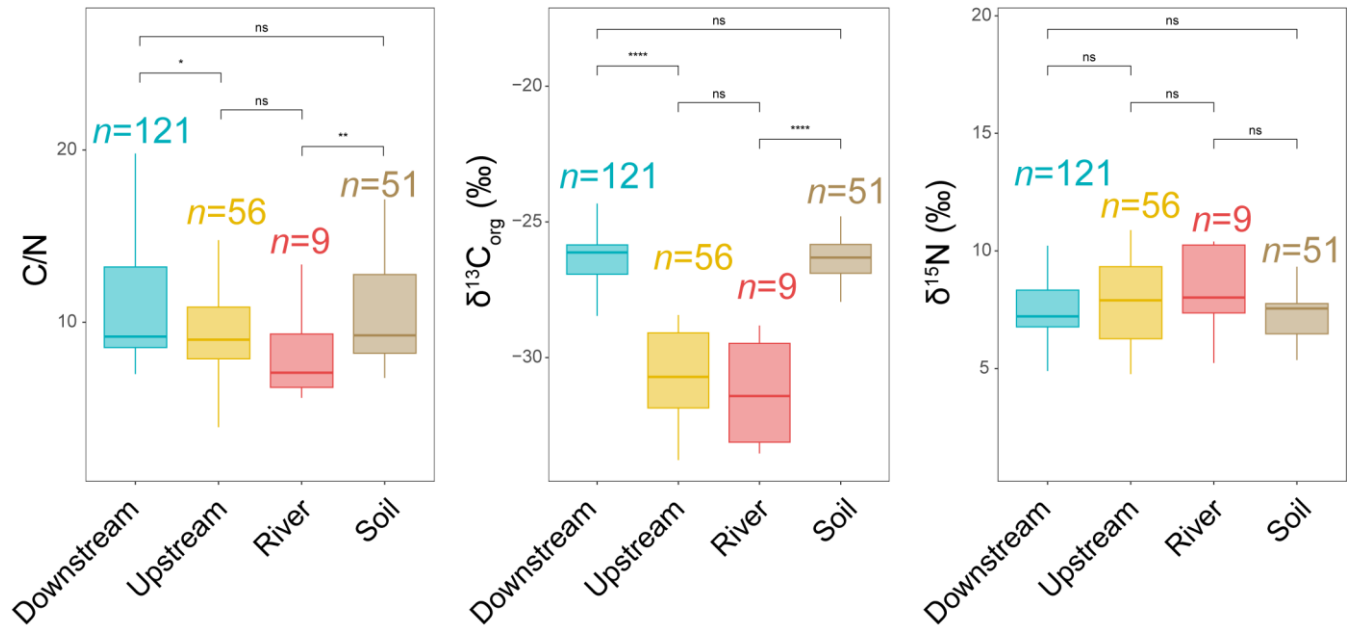 C/N
20
10
ns
*
ns
**
n=121
n=56
n=9
n=51
Downstream
Upstream
River
Soil
δ¹³C_org (‰)
−20
−25
−30
ns
****
ns
****
n=121
n=56
n=9
n=51
Downstream
Upstream
River
Soil
δ¹⁵N (‰)
20
15
10
5
ns
ns
ns
ns
n=121
n=56
n=9
n=51
Downstream
Upstream
River
Soil